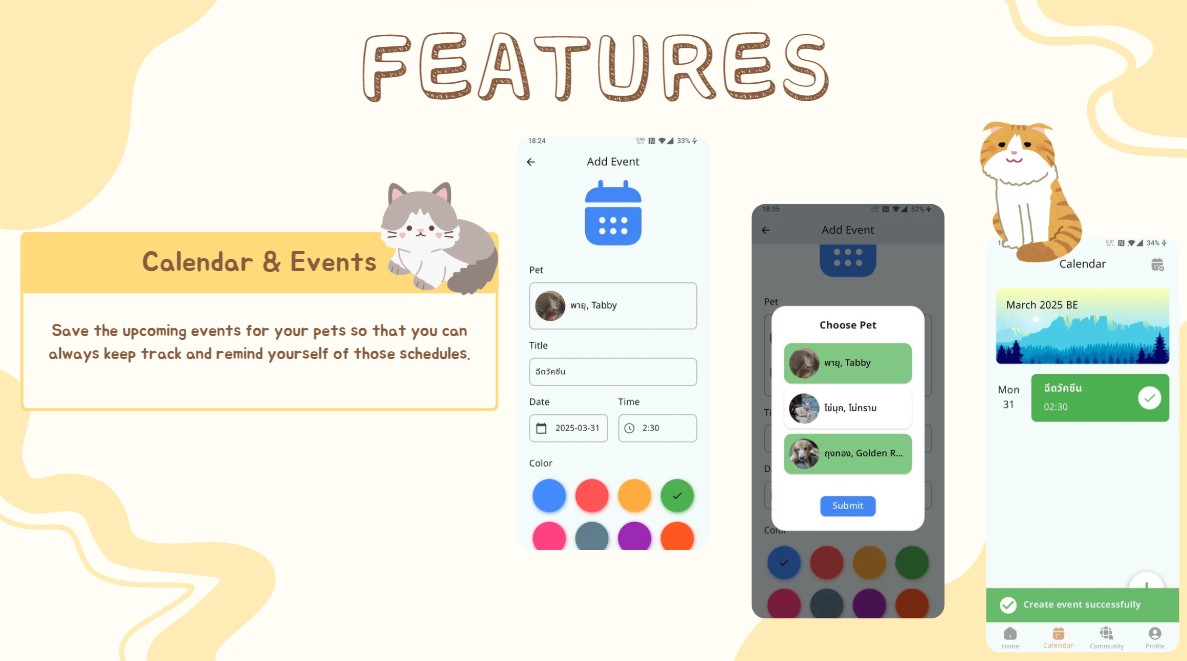 FEATURES
Calendar & Events
Save the upcoming events for your pets so that you can
always keep track and remind yourself of those schedules.
18:24
33%
Add Event
Pet
พายุ, Tabby
Title
ฉีดวัคซีน
Date
Time
2025-03-31
2:30
Color
18:35
52%
Add Event
Pet
Choose Pet
พายุ, Tabby
ไข่มุก, ไม่ทราบ
ถุงทอง, Golden R...
Submit
Color
34%
Calendar
March 2025 BE
Mon
31
ฉีดวัคซีน
02:30
Create event successfully
Home
Calendar
Community
Profile